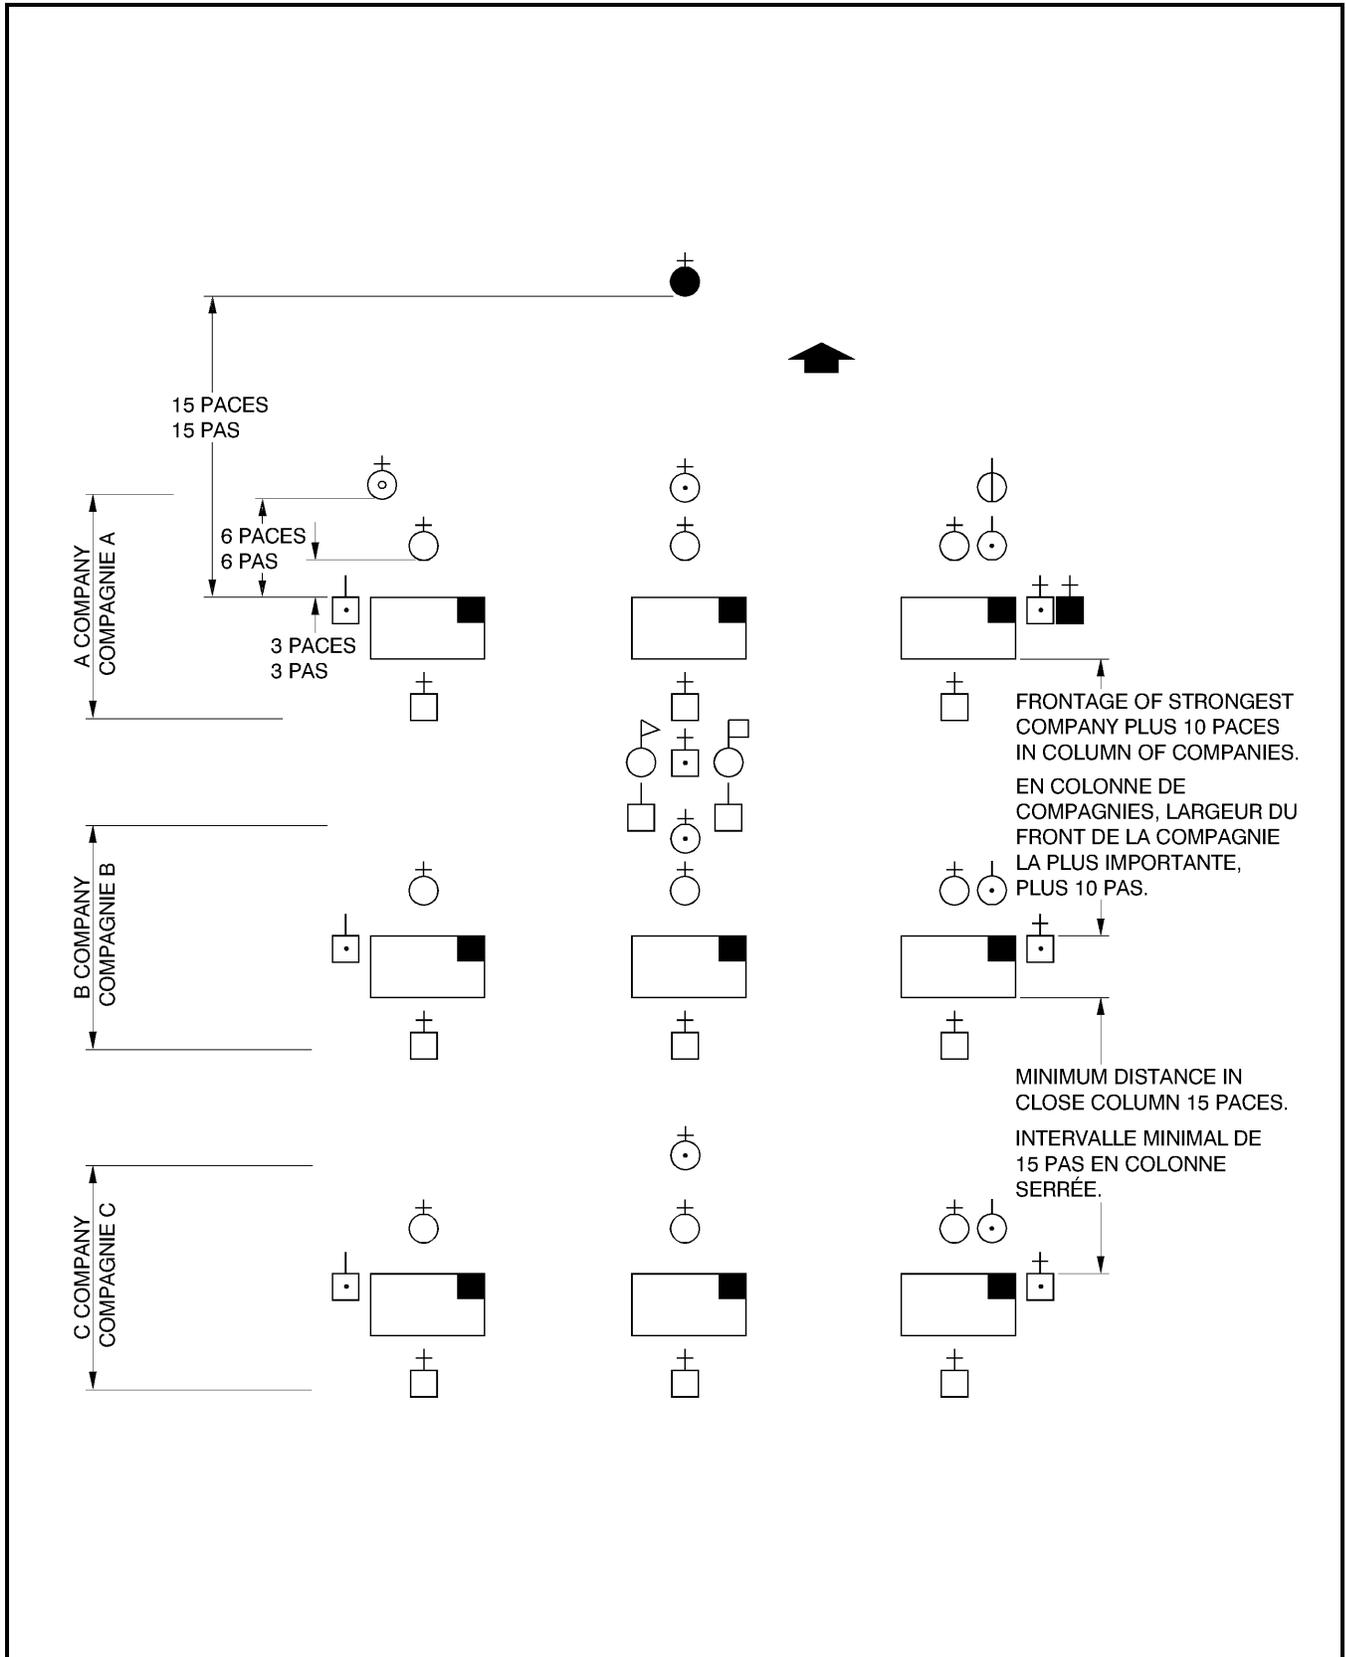 15 PACES
15 PAS
6 PACES
6 PAS
A COMPANY
COMPAGNIE A
3 PACES
3 PAS
FRONTAGE OF STRONGEST
COMPANY PLUS 10 PACES
IN COLUMN OF COMPANIES.
EN COLONNE DE
COMPAGNIES, LARGEUR DU
FRONT DE LA COMPAGNIE
LA PLUS IMPORTANTE,
PLUS 10 PAS.
B COMPANY
COMPAGNIE B
MINIMUM DISTANCE IN
CLOSE COLUMN 15 PACES.
INTERVALLE MINIMAL DE
15 PAS EN COLONNE
SERRÉE.
C COMPANY
COMPAGNIE C